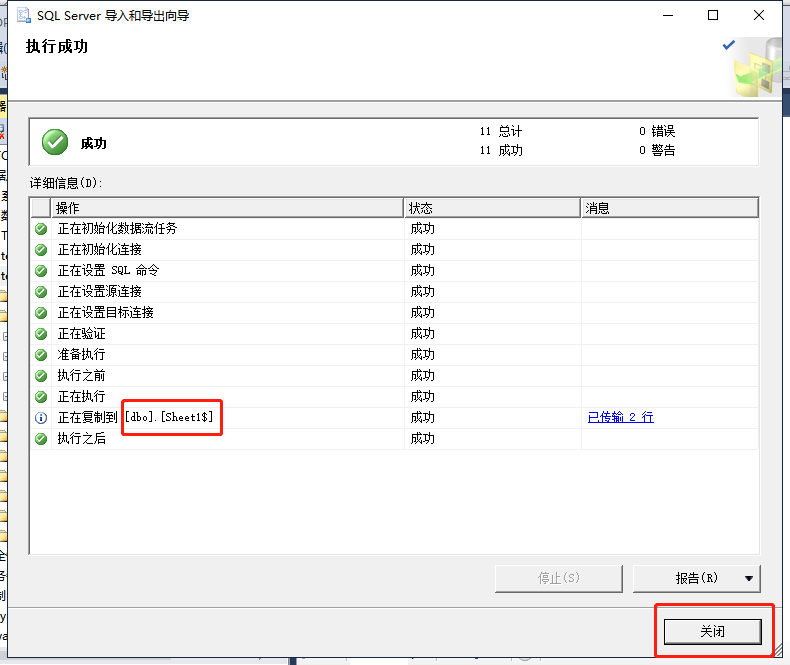 SQL Server 导入和导出向导
执行成功
成功
11 总计
0 错误
11 成功
0 警告
详细信息(D):
操作 状态 消息
正在初始化数据流任务 成功
正在初始化连接 成功
正在设置 SQL 命令 成功
正在设置源连接 成功
正在设置目标连接 成功
正在验证 成功
准备执行 成功
执行之前 成功
正在执行 成功
正在复制到 [dbo].[Sheet1$] 成功 已传输 2 行
执行之后 成功
停止(S)
报告(R)
关闭